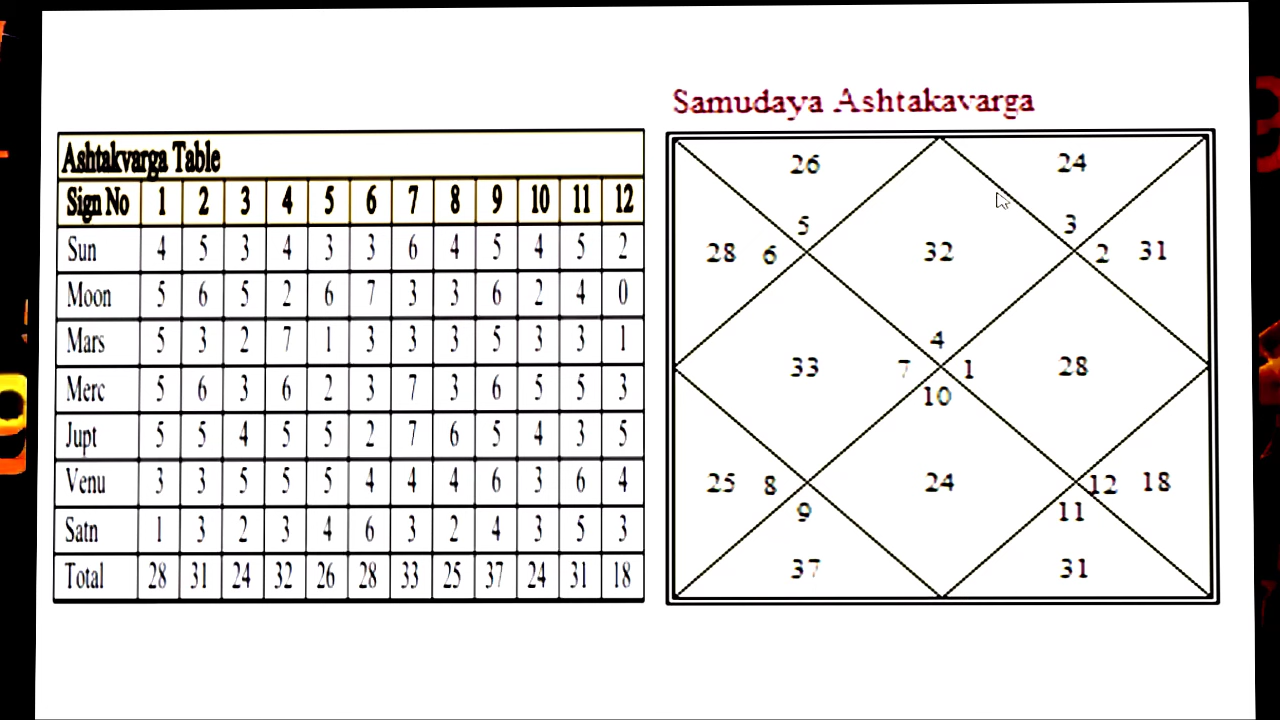 Samudaya Ashtakavarga
Ashtakvarga Table
Sign No 1 2 3 4 5 6 7 8 9 10 11 12
Sun 4 5 3 4 3 3 6 4 5 4 5 2
Moon 5 6 5 2 6 7 3 3 6 2 4 0
Mars 5 3 2 7 1 3 3 3 5 3 3 1
Merc 5 6 3 6 2 3 7 3 6 5 5 3
Jupt 5 5 4 5 5 2 7 6 5 4 3 5
Venu 3 3 5 5 5 4 4 4 6 3 6 4
Satn 1 3 2 3 4 6 3 2 4 3 5 3
Total 28 31 24 32 26 28 33 25 37 24 31 18
26 24
5 3
28 6 32 2 31
4
33 7 1 28
10
25 8 24 12 18
9 11
37 31